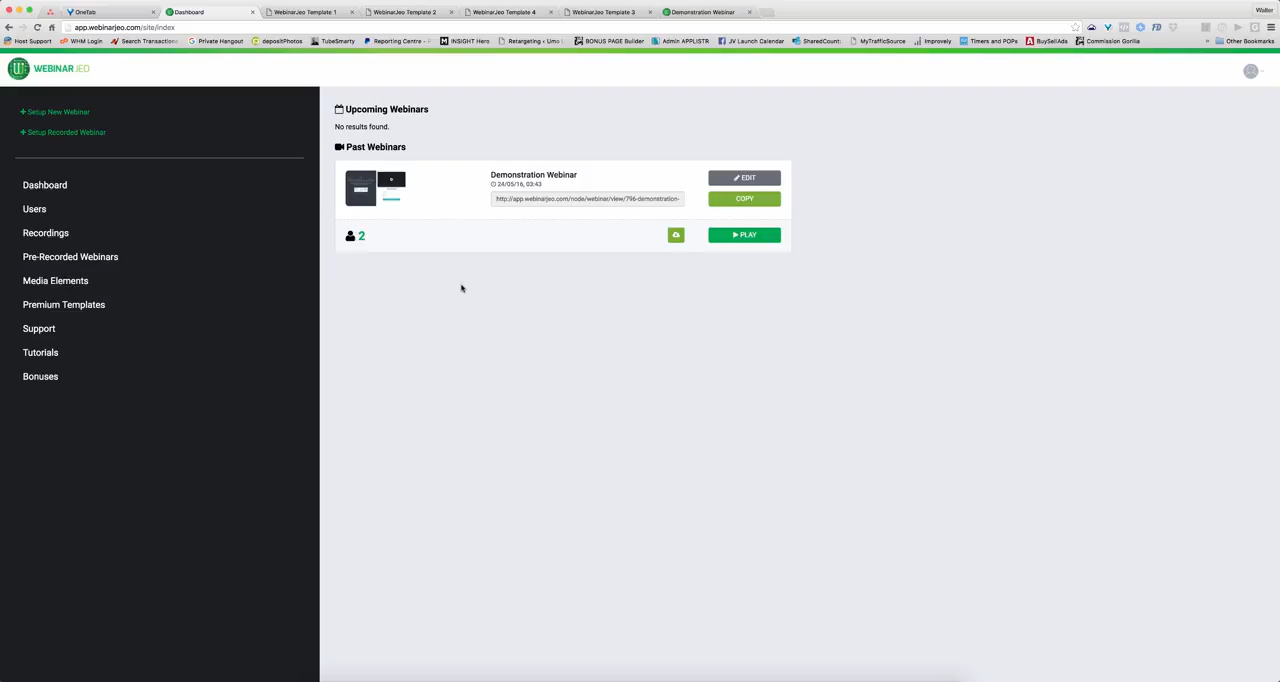 OneTab
Dashboard
WebinarJeo Template 1
WebinarJeo Template 2
WebinarJeo Template 4
WebinarJeo Template 3
Demonstration Webinar
Walter
app.webinarjeo.com/site/index
Host Support
WHM Login
Search Transaction
Private Hangout
depositPhotos
TubeSmarty
Reporting Centre - P
INSIGHT Hero
Retargeting < Umo
BONUS PAGE Builder
Admin APPLISTR
JV Launch Calendar
SharedCount:
MyTrafficSource
Improvely
Timers and POPs
BuySellAds
Commission Gorilla
» Other Bookmarks
WEBINAR JEO
+ Setup New Webinar
+ Setup Recorded Webinar
Dashboard
Users
Recordings
Pre-Recorded Webinars
Media Elements
Premium Templates
Support
Tutorials
Bonuses
Upcoming Webinars
No results found.
Past Webinars
Demonstration Webinar
24/05/16, 03:43
http://app.webinarjeo.com/node/webinar/view/796-demonstration-
EDIT
COPY
2
PLAY